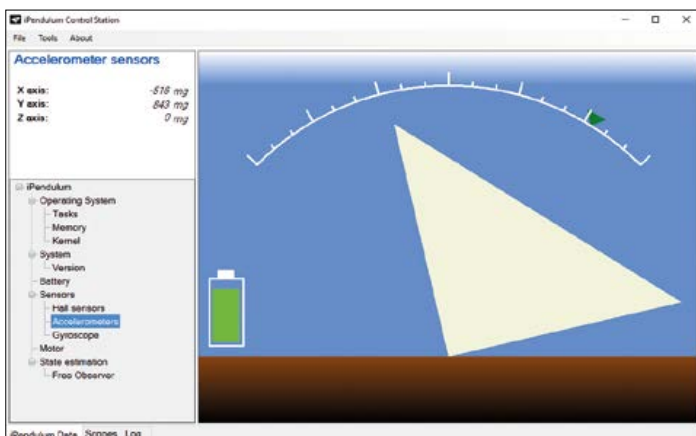 iPendulum Control Station
File Tools About
Accelerometer sensors
X axis: -516 mg
Y axis: 843 mg
Z axis: 0 mg
iPendulum
Operating System
Tasks
Memory
Kernel
System
Version
Battery
Sensors
Hall sensors
Accelerometers
Gyroscope
Motor
State estimation
Free Observer
iPendulum Data Scopes Log